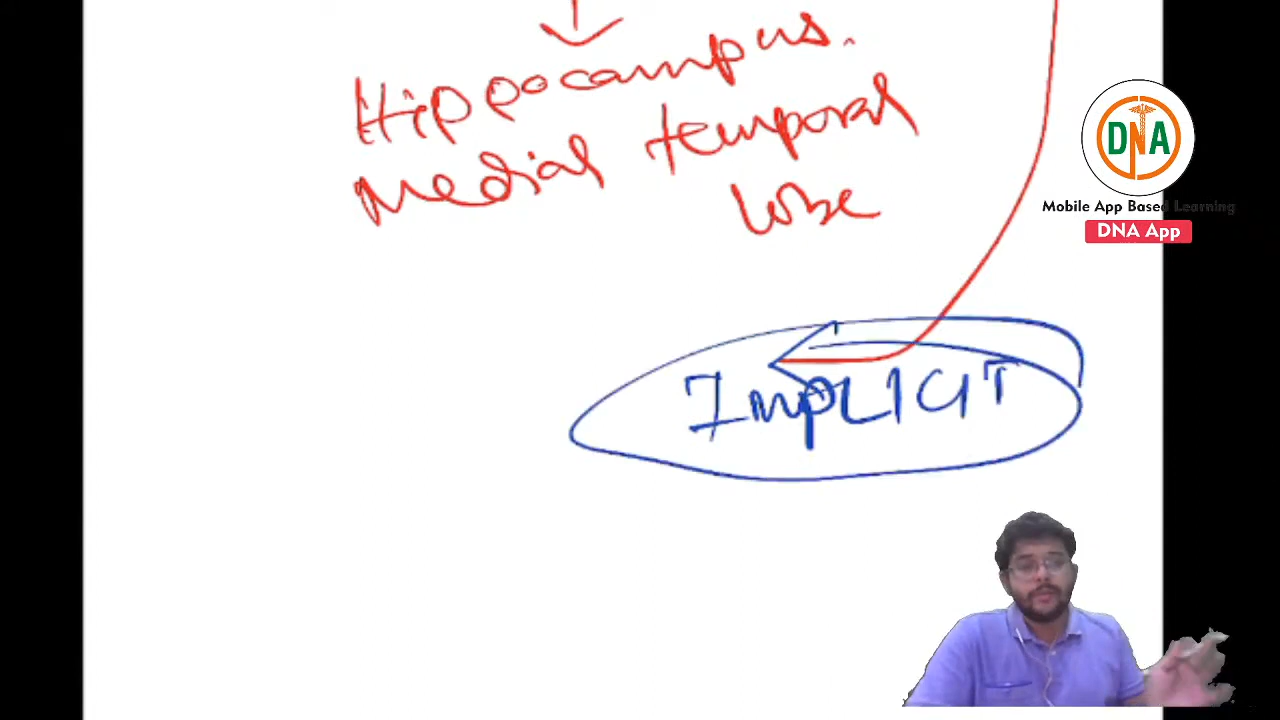 Hippocampus.
Medial temporal
lobe
DNA
Mobile App Based Learning
DNA App
ImpLICIT